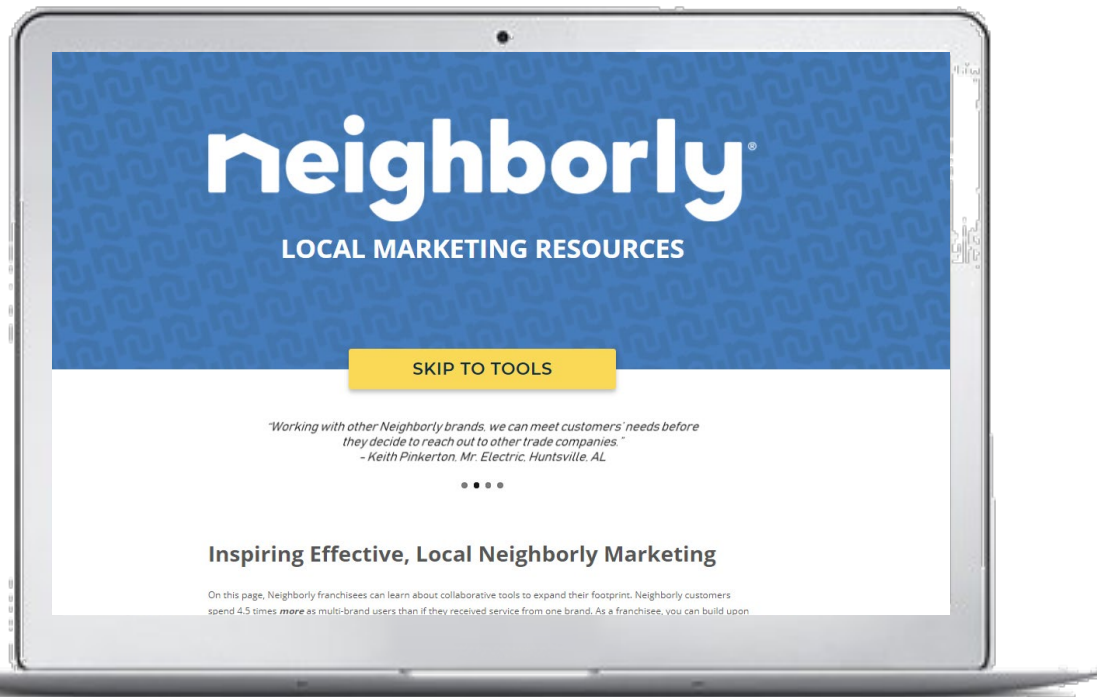 neighborly®
LOCAL MARKETING RESOURCES
SKIP TO TOOLS
"Working with other Neighborly brands, we can meet customers' needs before
they decide to reach out to other trade companies."
- Keith Pinkerton, Mr. Electric, Huntsville, AL
Inspiring Effective, Local Neighborly Marketing
On this page, Neighborly franchisees can learn about collaborative tools to expand their footprint. Neighborly customers
spend 4.5 times more as multi-brand users than if they received service from one brand. As a franchisee, you can build upon